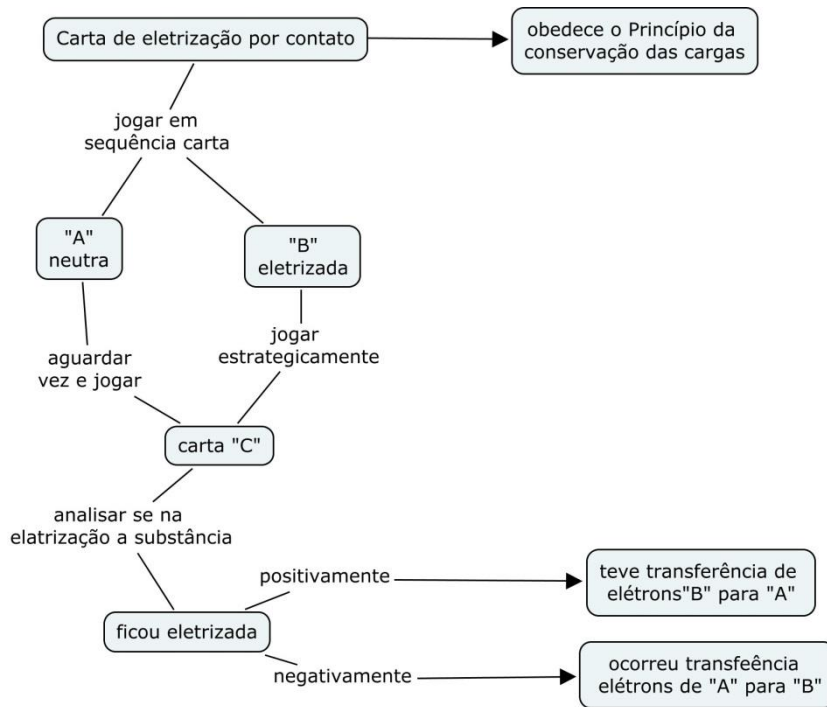 Carta de eletrização por contato
obedece o Princípio da
conservação das cargas
jogar em
sequência carta
"A"
neutra
"B"
eletrizada
aguardar
vez e jogar
jogar
estrategicamente
carta "C"
analisar se na
elatrização a substância
ficou eletrizada
positivamente
teve transferência de
elétrons"B" para "A"
negativamente
ocorreu transfeência
elétrons de "A" para "B"